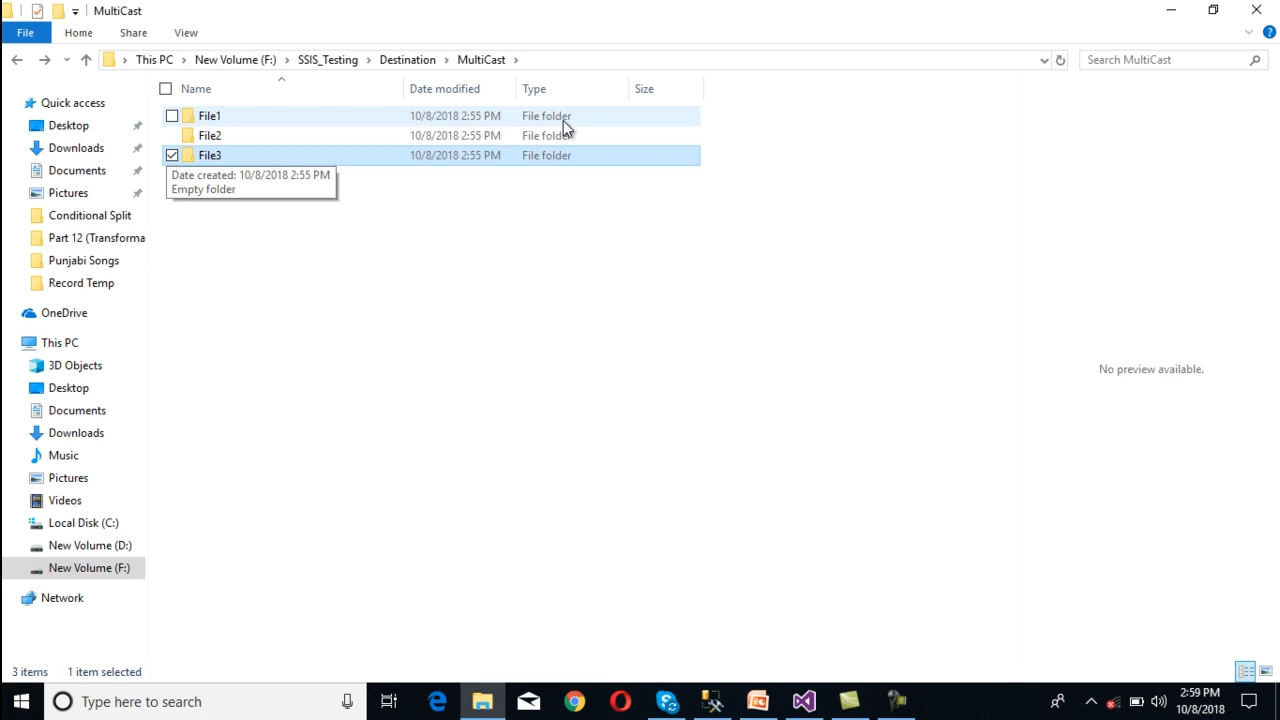 MultiCast
File
Home
Share
View
This PC
New Volume (F:)
SSIS_Testing
Destination
MultiCast
Search MultiCast
Name
Date modified
Type
Size
File1
10/8/2018 2:55 PM
File folder
File2
10/8/2018 2:55 PM
File folder
File3
10/8/2018 2:55 PM
File folder
Date created: 10/8/2018 2:55 PM
Empty folder
Quick access
Desktop
Downloads
Documents
Pictures
Conditional Split
Part 12 (Transforma
Punjabi Songs
Record Temp
OneDrive
This PC
3D Objects
Desktop
Documents
Downloads
Music
Pictures
Videos
Local Disk (C:)
New Volume (D:)
New Volume (F:)
Network
No preview available.
3 items
1 item selected
Type here to search
2:59 PM
10/8/2018